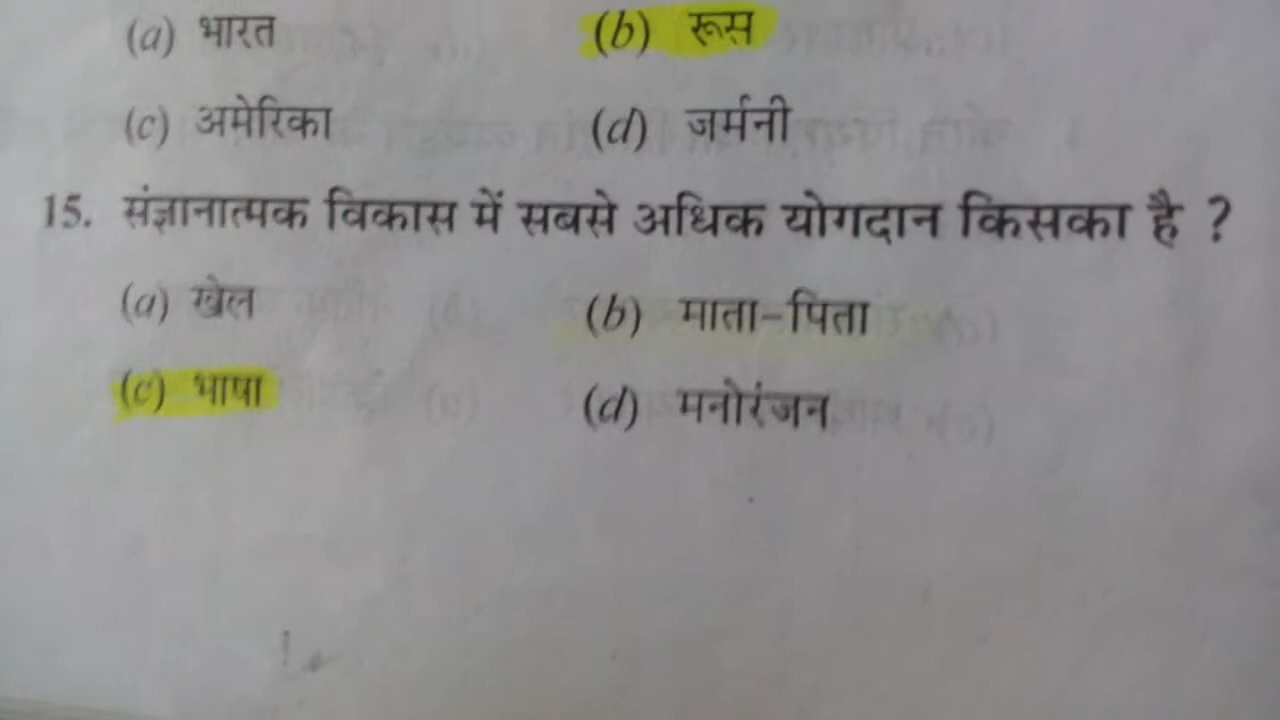 (a) भारत (b) रूस
(c) अमेरिका (d) जर्मनी
15. संज्ञानात्मक विकास में सबसे अधिक योगदान किसका है ?
(a) खेल (b) माता-पिता
(c) भाषा (d) मनोरंजन